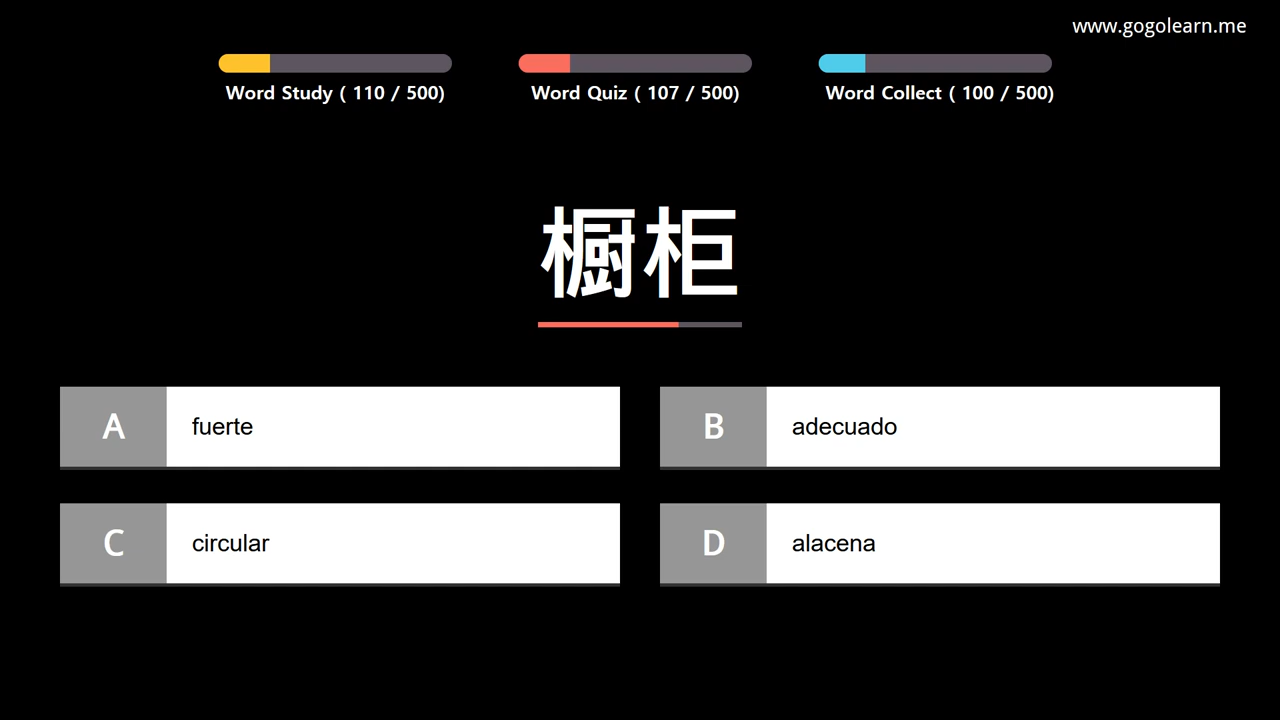 www.gogolearn.me
Word Study ( 110 / 500)
Word Quiz ( 107 / 500)
Word Collect ( 100 / 500)
橱柜
A fuerte
B adecuado
C circular
D alacena